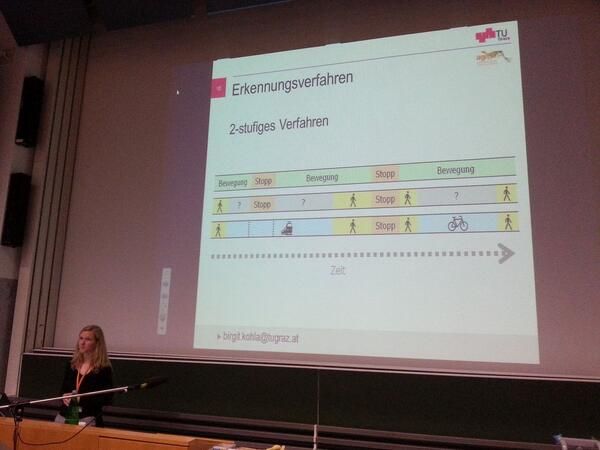 TU
Graz
Erkennungsverfahren
2-stufiges Verfahren
Bewegung Stopp Bewegung Stopp Bewegung
? Stopp ? Stopp ?
Stopp
Zeit
birgit.kohla@tugraz.at